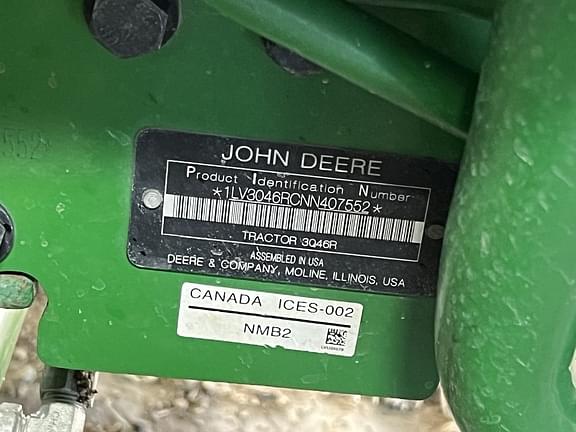 552
JOHN DEERE
Product Identification Number
*1LV3046RCNN407552*
TRACTOR 3046R
ASSEMBLED IN USA
DEERE & COMPANY, MOLINE, ILLINOIS, USA
CANADA ICES-002
NMB2